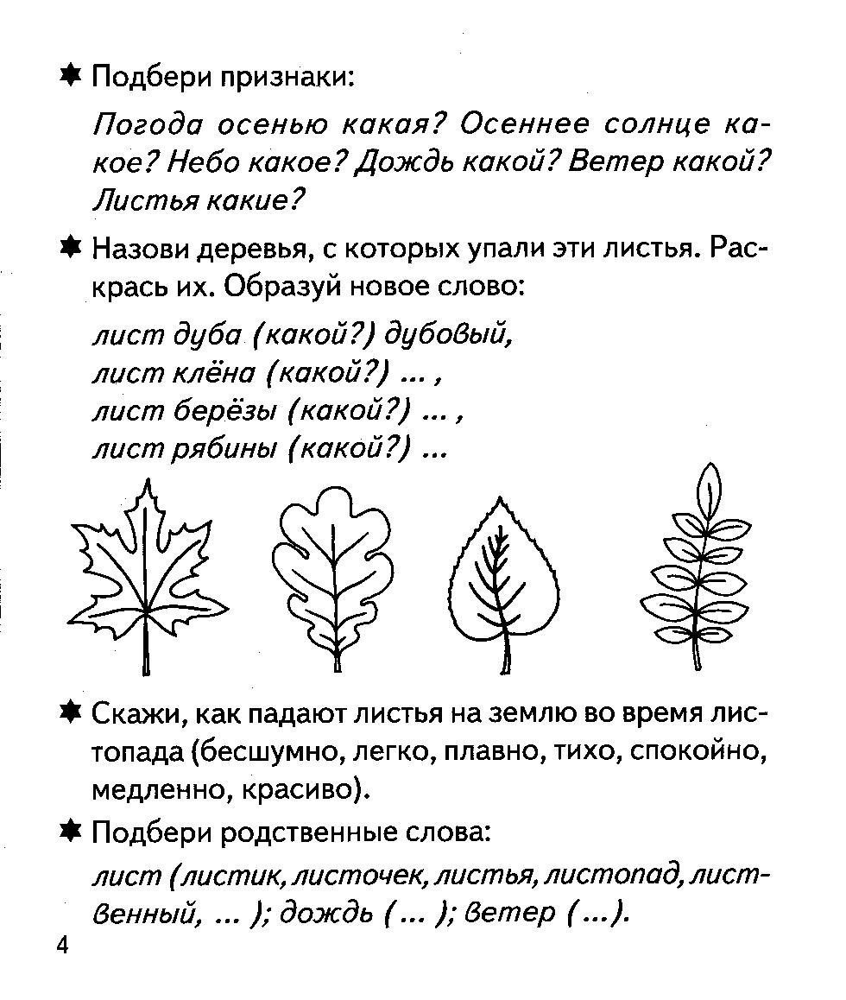 ✶ Подбери признаки:
Погода осенью какая? Осеннее солнце ка-
кое? Небо какое? Дождь какой? Ветер какой?
Листья какие?
✶ Назови деревья, с которых упали эти листья. Рас-
крась их. Образуй новое слово:
лист дуба (какой?) дубовый,
лист клёна (какой?) ... ,
лист берёзы (какой?) ... ,
лист рябины (какой?) ...
✶ Скажи, как падают листья на землю во время лис-
топада (бесшумно, легко, плавно, тихо, спокойно,
медленно, красиво).
✶ Подбери родственные слова:
лист (листик, листочек, листья, листопад, лист-
венный, ... ); дождь (... ); ветер (...).
4